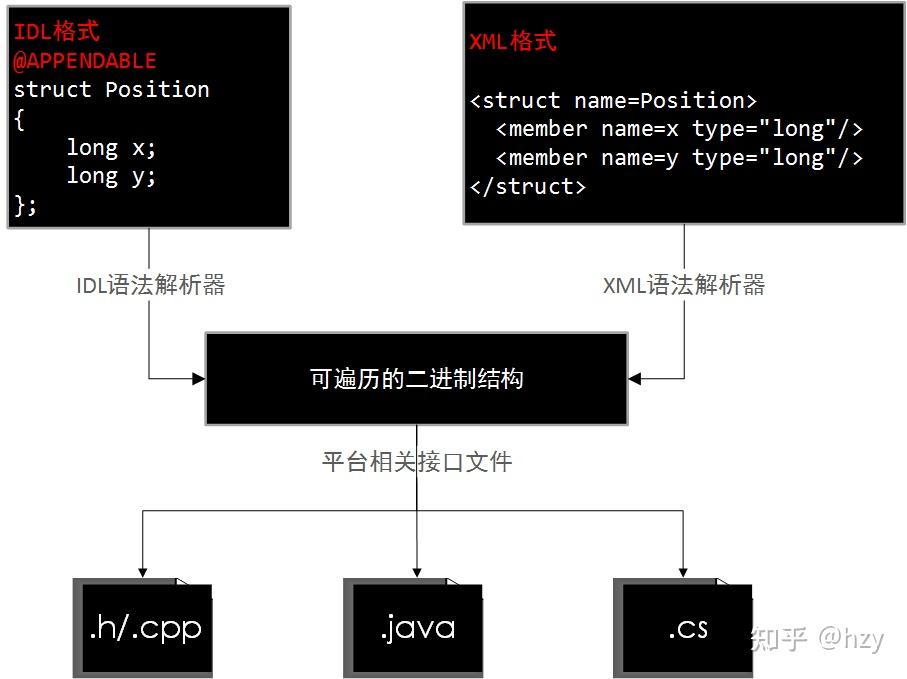 IDL格式
@APPENDABLE
struct Position
{
    long x;
    long y;
};
XML格式
<struct name=Position>
  <member name=x type="long"/>
  <member name=y type="long"/>
</struct>
IDL语法解析器
XML语法解析器
可遍历的二进制结构
平台相关接口文件
.h/.cpp
.java
.cs
知乎 @hzy